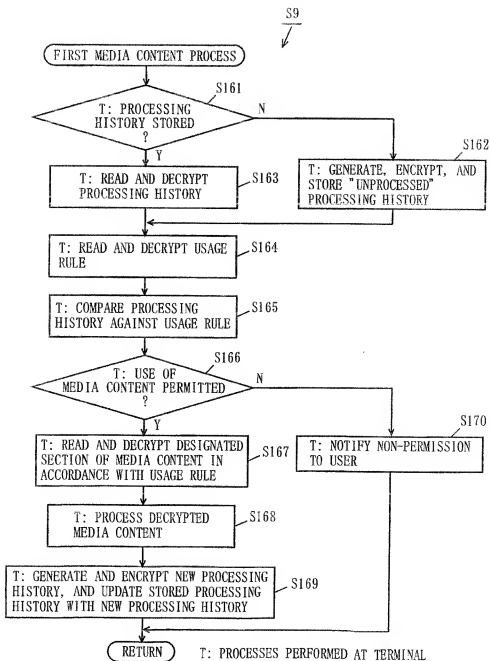 S9
FIRST MEDIA CONTENT PROCESS
S161
T: PROCESSING
HISTORY STORED
?
N
Y
S162
T: GENERATE, ENCRYPT, AND
STORE "UNPROCESSED"
PROCESSING HISTORY
S163
T: READ AND DECRYPT
PROCESSING HISTORY
T: READ AND DECRYPT USAGE
RULE
S164
T: COMPARE PROCESSING
HISTORY AGAINST USAGE RULE
S165
S166
T: USE OF
MEDIA CONTENT PERMITTED
?
N
Y
S170
T: NOTIFY NON-PERMISSION
TO USER
T: READ AND DECRYPT DESIGNATED
SECTION OF MEDIA CONTENT IN
ACCORDANCE WITH USAGE RULE
S167
T: PROCESS DECRYPTED
MEDIA CONTENT
S168
T: GENERATE AND ENCRYPT NEW PROCESSING
HISTORY, AND UPDATE STORED PROCESSING
HISTORY WITH NEW PROCESSING HISTORY
S169
RETURN
T: PROCESSES PERFORMED AT TERMINAL